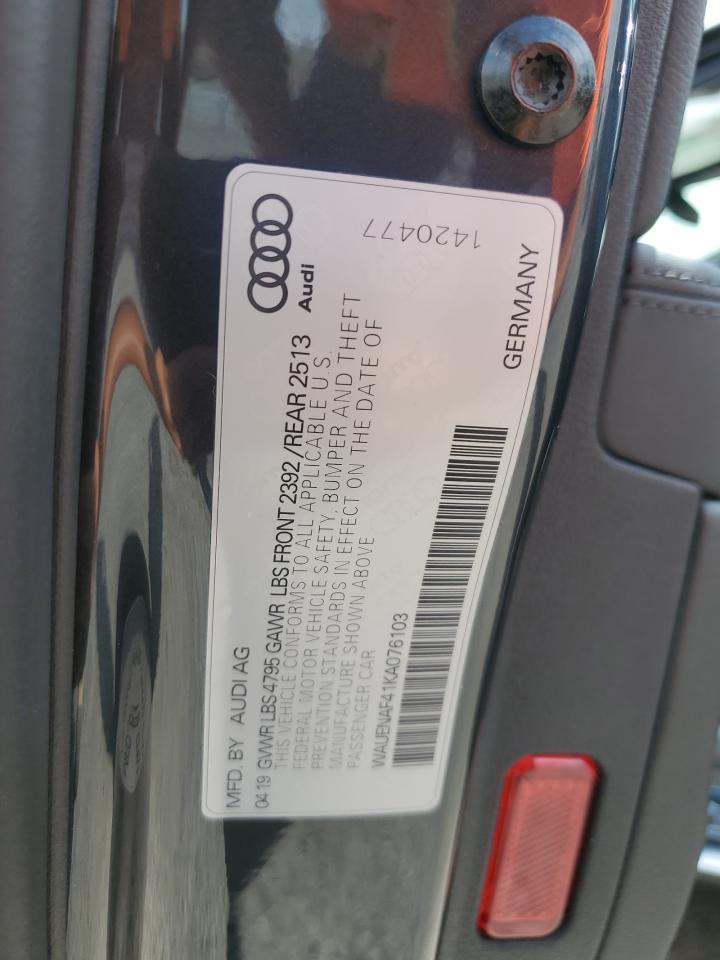 MFD. BY AUDI AG
Audi
04 19 GVWR LBS 4795 GAWR LBS FRONT 2392 / REAR 2513
THIS VEHICLE CONFORMS TO ALL APPLICABLE U.S.
FEDERAL MOTOR VEHICLE SAFETY, BUMPER AND THEFT
PREVENTION STANDARDS IN EFFECT ON THE DATE OF
MANUFACTURE SHOWN ABOVE
PASSENGER CAR
WAUENAF41KA076103
1420477
GERMANY